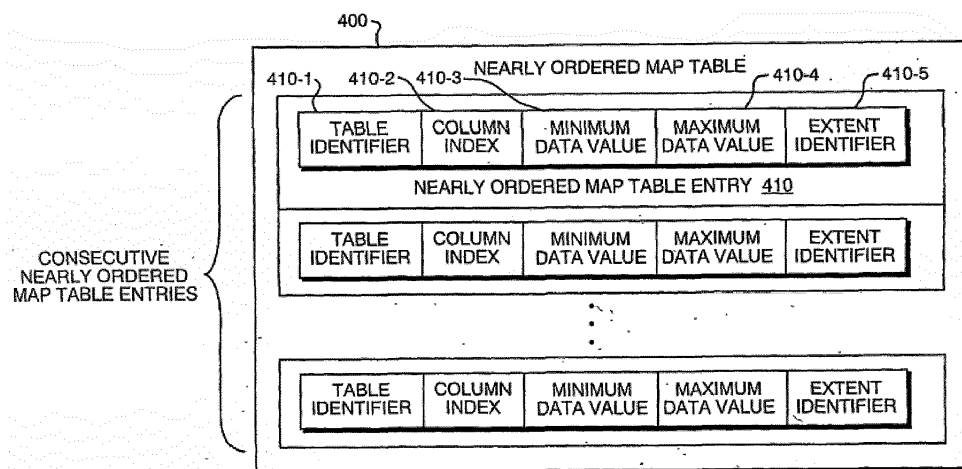 400
NEARLY ORDERED MAP TABLE
410-1 410-2 410-3 410-4 410-5
TABLE IDENTIFIER
COLUMN INDEX
MINIMUM DATA VALUE
MAXIMUM DATA VALUE
EXTENT IDENTIFIER
NEARLY ORDERED MAP TABLE ENTRY 410
TABLE IDENTIFIER
COLUMN INDEX
MINIMUM DATA VALUE
MAXIMUM DATA VALUE
EXTENT IDENTIFIER
CONSECUTIVE
NEARLY ORDERED
MAP TABLE ENTRIES
TABLE IDENTIFIER
COLUMN INDEX
MINIMUM DATA VALUE
MAXIMUM DATA VALUE
EXTENT IDENTIFIER